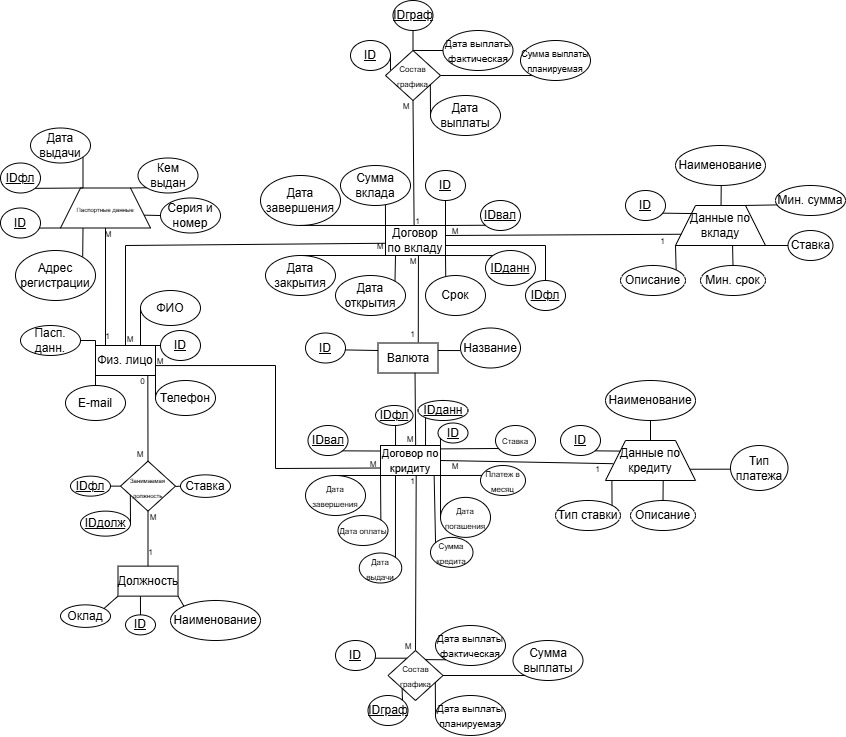 IDграф
ID
Дата выплаты
фактическая
Сумма выплаты
планируемая
Состав
графика
M
Дата
выплаты
Дата
выдачи
IDфл
Кем
выдан
Паспортные данные
ID
Серия и
номер
M
Адрес
регистрации
Сумма
вклада
ID
Дата
завершения
IDвал
1
Договор
по вкладу
M
M
M
Дата
закрытия
Дата
открытия
Срок
IDданн
IDфл
Наименование
ID
Мин. сумма
Данные по
вкладу
1
Ставка
Описание
Мин. срок
ФИО
Пасп.
данн.
1
M
ID
Физ. лицо
M
0
E-mail
Телефон
1
ID
Валюта
Название
IDфл
IDданн
ID
IDвал
M
Ставка
Договор по
кридиту
M
M
1
Платеж в
месяц
Дата
завершения
Дата оплаты
Дата
выдачи
Дата
погашения
Сумма
кредита
Наименование
ID
Данные по
кредиту
1
Тип
платежа
Тип ставки
Описание
M
Занимаемая
должность
IDфл
Ставка
IDдолж
M
1
Должность
Оклад
ID
Наименование
M
ID
Состав
графика
Дата выплаты
фактическая
Сумма
выплаты
IDграф
Дата выплаты
планируемая